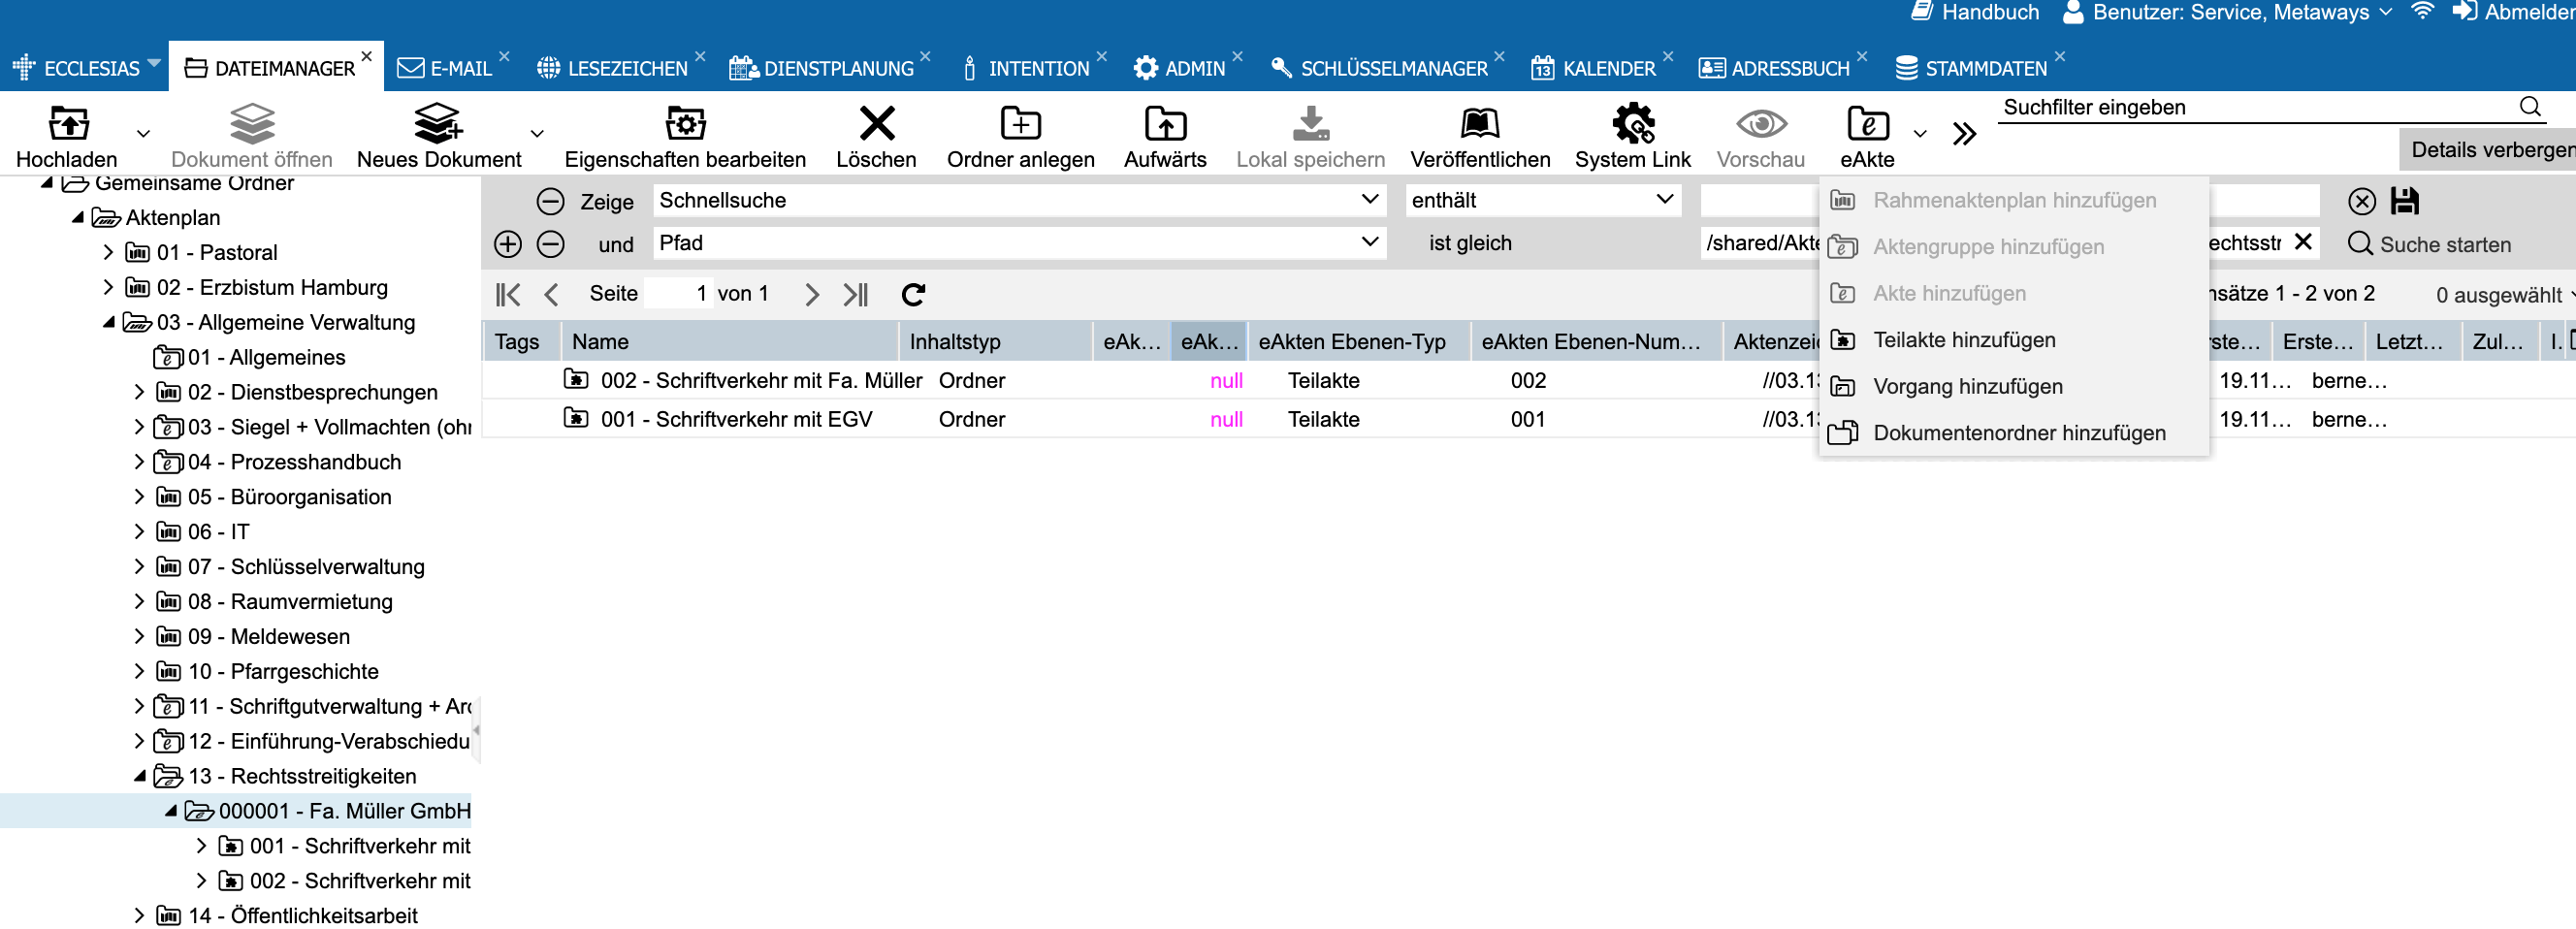 Handbuch Benutzer: Service, Metaways Abmelden
ECCLESIAS DATEIMANAGER E-MAIL LESEZEICHEN DIENSTPLANUNG INTENTION ADMIN SCHLÜSSELMANAGER 13 KALENDER ADRESSBUCH STAMMDATEN
Suchfilter eingeben
Hochladen Dokument öffnen Neues Dokument Eigenschaften bearbeiten Löschen Ordner anlegen Aufwärts Lokal speichern Veröffentlichen System Link Vorschau eAkte
Details verbergen
Gemeinsame Ordner
Aktenplan
01 - Pastoral
02 - Erzbistum Hamburg
03 - Allgemeine Verwaltung
01 - Allgemeines
02 - Dienstbesprechungen
03 - Siegel + Vollmachten (ohr
04 - Prozesshandbuch
05 - Büroorganisation
06 - IT
07 - Schlüsselverwaltung
08 - Raumvermietung
09 - Meldewesen
10 - Pfarrgeschichte
11 - Schriftgutverwaltung + Arc
12 - Einführung-Verabschiedu
13 - Rechtsstreitigkeiten
000001 - Fa. Müller GmbH
001 - Schriftverkehr mit
002 - Schriftverkehr mit
14 - Öffentlichkeitsarbeit
Zeige Schnellsuche enthält
und Pfad ist gleich /shared/Akte echtsstr Suche starten
Seite 1 von 1 nsätze 1 - 2 von 2 0 ausgewählt
Tags Name Inhaltstyp eAk... eAk... eAkten Ebenen-Typ eAkten Ebenen-Num... Aktenzeic rste... Erste... Letzt... Zul... I.
002 - Schriftverkehr mit Fa. Müller Ordner null Teilakte 002 //03.13 19.11... berne...
001 - Schriftverkehr mit EGV Ordner null Teilakte 001 //03.13 19.11... berne...
Rahmenaktenplan hinzufügen
Aktengruppe hinzufügen
Akte hinzufügen
Teilakte hinzufügen
Vorgang hinzufügen
Dokumentenordner hinzufügen